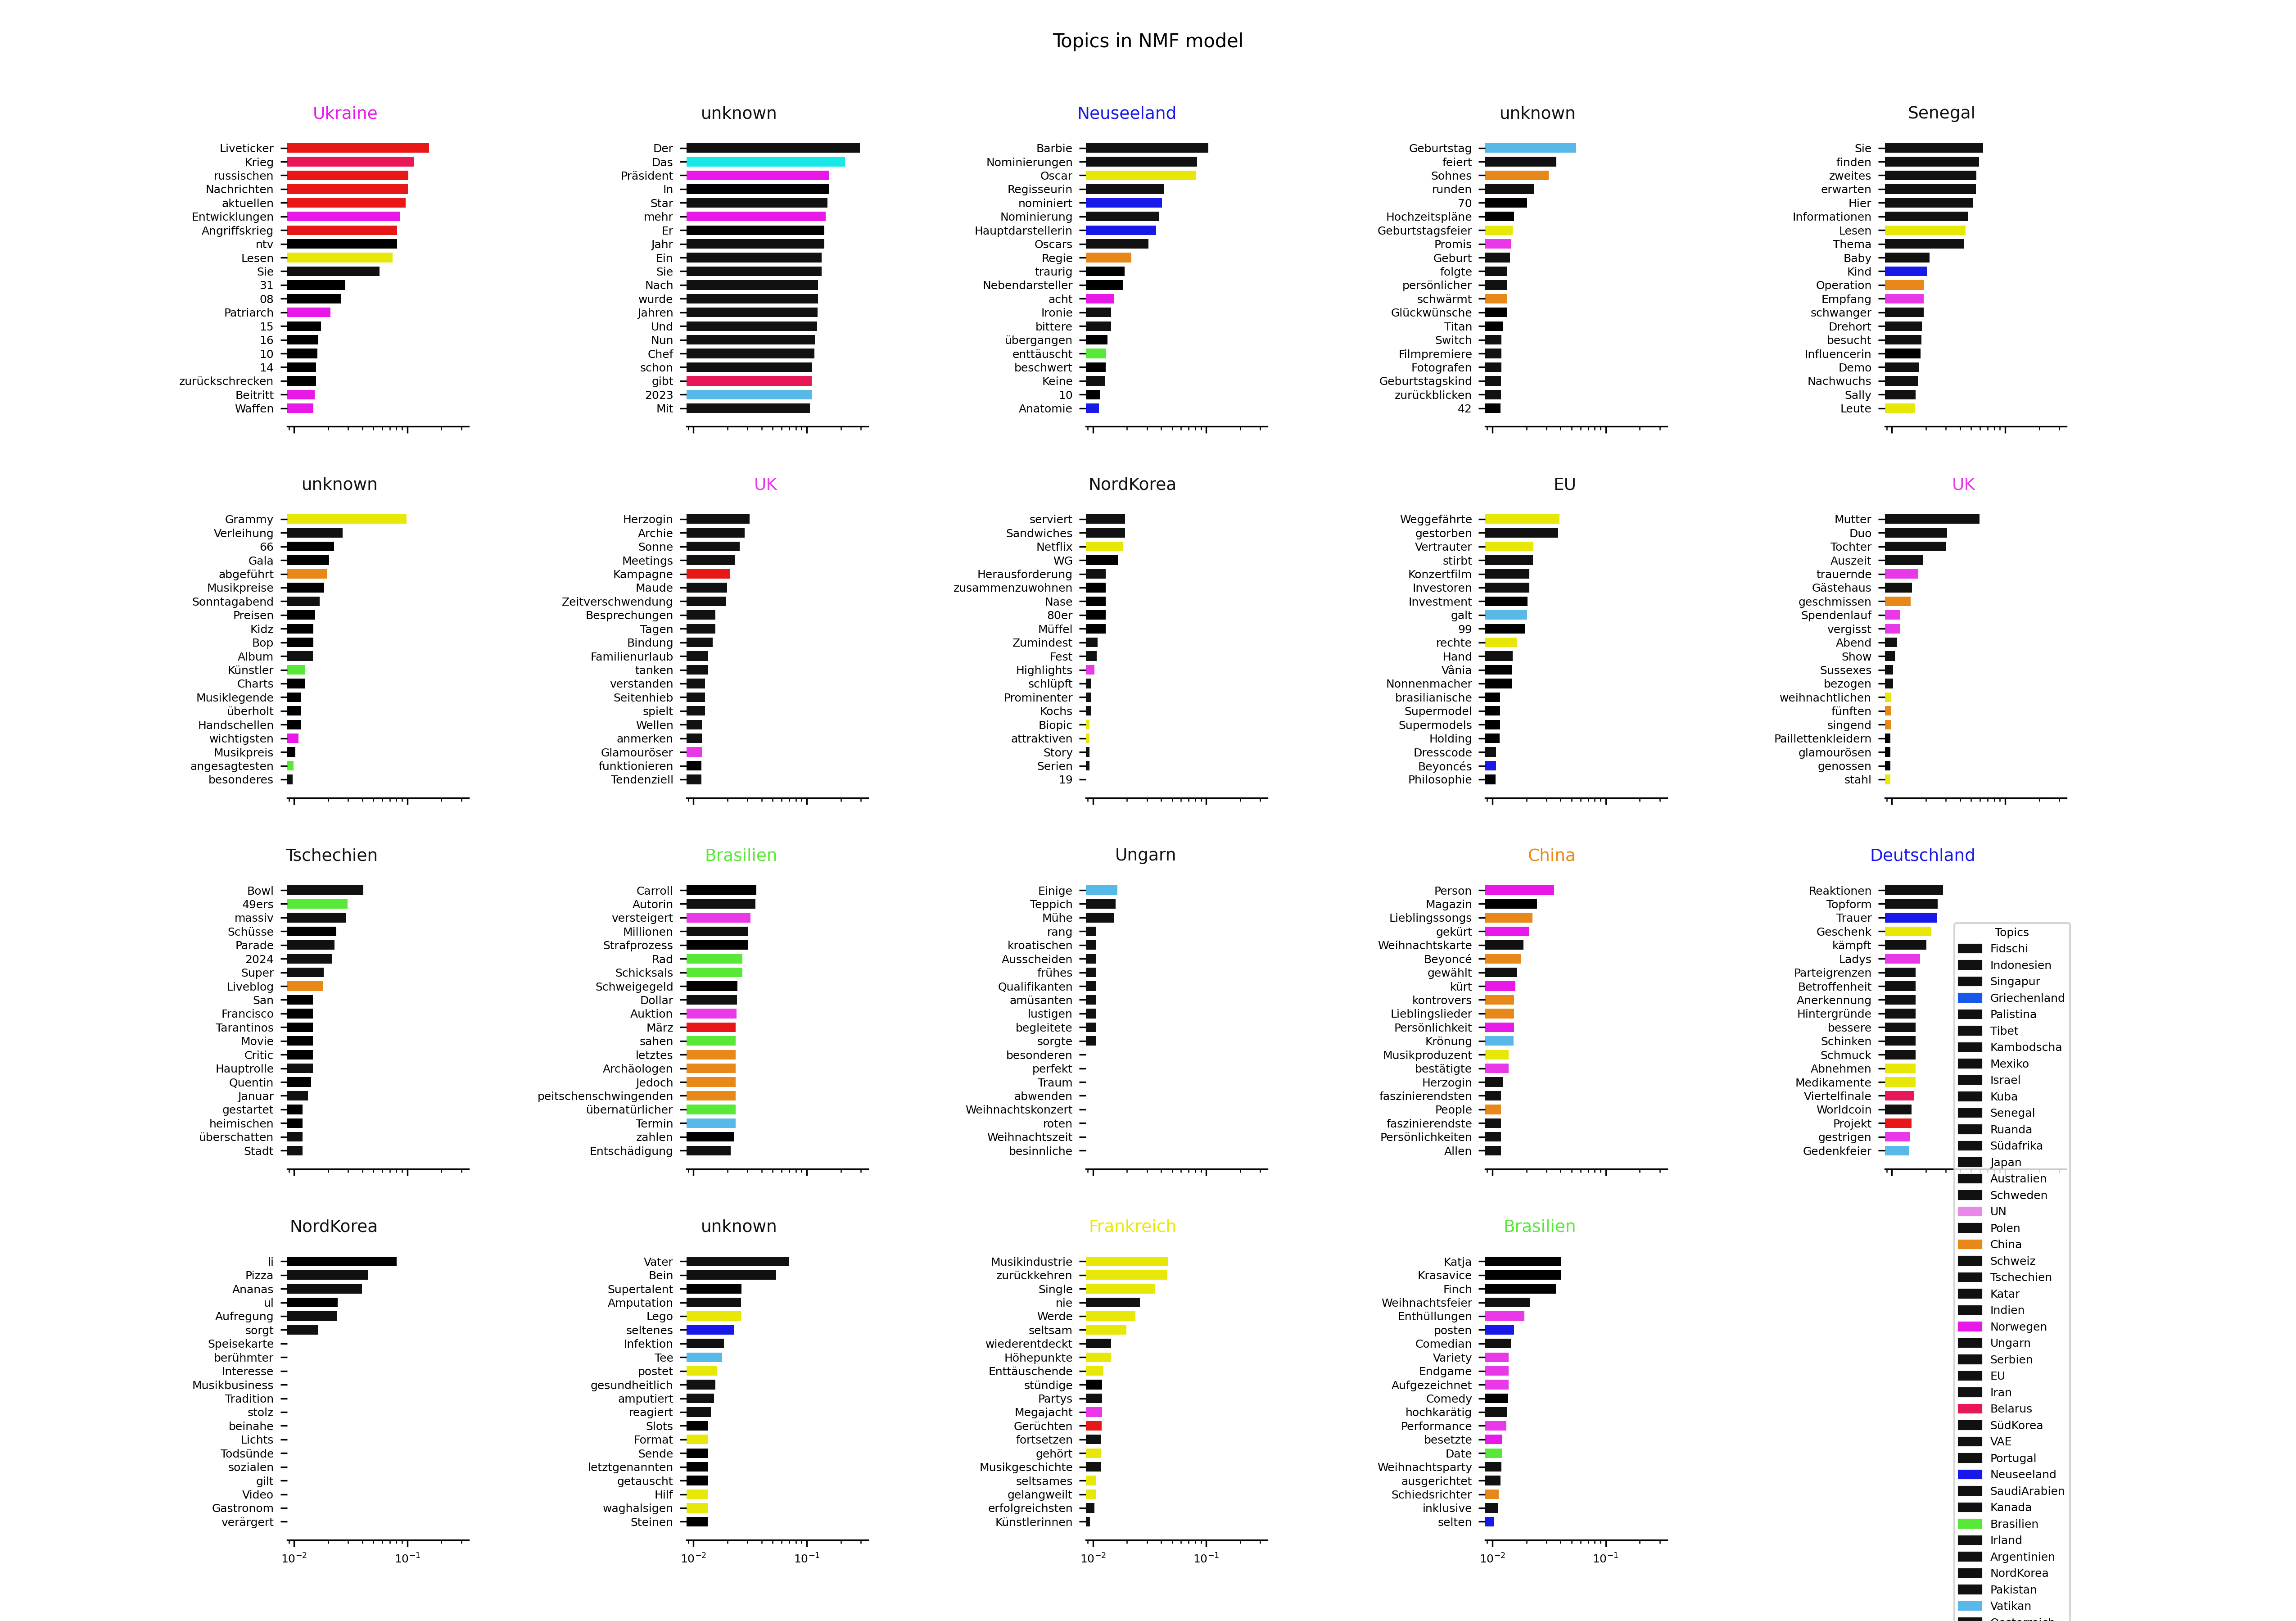 Topics in NMF model
Ukraine
Liveticker
Krieg
russischen
Nachrichten
aktuellen
Entwicklungen
Angriffskrieg
ntv
Lesen
Sie
31
08
Patriarch
15
16
10
14
zurückschrecken
Beitritt
Waffen
unknown
Der
Das
Präsident
In
Star
mehr
Er
Jahr
Ein
Sie
Nach
wurde
Jahren
Und
Nun
Chef
schon
gibt
2023
Mit
Neuseeland
Barbie
Nominierungen
Oscar
Regisseurin
nominiert
Nominierung
Hauptdarstellerin
Oscars
Regie
traurig
Nebendarsteller
acht
Ironie
bittere
übergangen
enttäuscht
beschwert
Keine
10
Anatomie
unknown
Geburtstag
feiert
Sohnes
runden
70
Hochzeitspläne
Geburtstagsfeier
Promis
Geburt
folgte
persönlicher
schwärmt
Glückwünsche
Titan
Switch
Filmpremiere
Fotografen
Geburtstagskind
zurückblicken
42
Senegal
Sie
finden
zweites
erwarten
Hier
Informationen
Lesen
Thema
Baby
Kind
Operation
Empfang
schwanger
Drehort
besucht
Influencerin
Demo
Nachwuchs
Sally
Leute
unknown
Grammy
Verleihung
66
Gala
abgeführt
Musikpreise
Sonntagabend
Preisen
Kidz
Bop
Album
Künstler
Charts
Musiklegende
überholt
Handschellen
wichtigsten
Musikpreis
angesagtesten
besonderes
UK
Herzogin
Archie
Sonne
Meetings
Kampagne
Maude
Zeitverschwendung
Besprechungen
Tagen
Bindung
Familienurlaub
tanken
verstanden
Seitenhieb
spielt
Wellen
anmerken
Glamouröser
funktionieren
Tendenziell
NordKorea
serviert
Sandwiches
Netflix
WG
Herausforderung
zusammenzuwohnen
Nase
80er
Müffel
Zumindest
Fest
Highlights
schlüpft
Prominenter
Kochs
Biopic
attraktiven
Story
Serien
19
EU
Weggefährte
gestorben
Vertrauter
stirbt
Konzertfilm
Investoren
Investment
galt
99
rechte
Hand
Vânia
Nonnenmacher
brasilianische
Supermodel
Supermodels
Holding
Dresscode
Beyoncés
Philosophie
UK
Mutter
Duo
Tochter
Auszeit
trauernde
Gästehaus
geschmissen
Spendenlauf
vergisst
Abend
Show
Sussexes
bezogen
weihnachtlichen
fünften
singend
Paillettenkleidern
glamourösen
genossen
stahl
Tschechien
Bowl
49ers
massiv
Schüsse
Parade
2024
Super
Liveblog
San
Francisco
Tarantinos
Movie
Critic
Hauptrolle
Quentin
Januar
gestartet
heimischen
überschatten
Stadt
Brasilien
Carroll
Autorin
versteigert
Millionen
Strafprozess
Rad
Schicksals
Schweigegeld
Dollar
Auktion
März
sahen
letztes
Archäologen
Jedoch
peitschenschwingenden
übernatürlicher
Termin
zahlen
Entschädigung
Ungarn
Einige
Teppich
Mühe
rang
kroatischen
Ausscheiden
frühes
Qualifikanten
amüsanten
lustigen
begleitete
sorgte
besonderen
perfekt
Traum
abwenden
Weihnachtskonzert
roten
Weihnachtszeit
besinnliche
China
Person
Magazin
Lieblingssongs
gekürt
Weihnachtskarte
Beyoncé
gewählt
kürt
kontrovers
Lieblingslieder
Persönlichkeit
Krönung
Musikproduzent
bestätigte
Herzogin
faszinierendsten
People
faszinierendste
Persönlichkeiten
Allen
Deutschland
Reaktionen
Topform
Trauer
Geschenk
kämpft
Ladys
Parteigrenzen
Betroffenheit
Anerkennung
Hintergründe
bessere
Schinken
Schmuck
Abnehmen
Medikamente
Viertelfinale
Worldcoin
Projekt
gestrigen
Gedenkfeier
NordKorea
li
Pizza
Ananas
ul
Aufregung
sorgt
Speisekarte
berühmter
Interesse
Musikbusiness
Tradition
stolz
beinahe
Lichts
Todsünde
sozialen
gilt
Video
Gastronom
verärgert
10⁻² 10⁻¹
unknown
Vater
Bein
Supertalent
Amputation
Lego
seltenes
Infektion
Tee
postet
gesundheitlich
amputiert
reagiert
Slots
Format
Sende
letztgenannten
getauscht
Hilf
waghalsigen
Steinen
10⁻² 10⁻¹
Frankreich
Musikindustrie
zurückkehren
Single
nie
Werde
seltsam
wiederentdeckt
Höhepunkte
Enttäuschende
stündige
Partys
Megajacht
Gerüchten
fortsetzen
gehört
Musikgeschichte
seltsames
gelangweilt
erfolgreichsten
Künstlerinnen
10⁻² 10⁻¹
Brasilien
Katja
Krasavice
Finch
Weihnachtsfeier
Enthüllungen
posten
Comedian
Variety
Endgame
Aufgezeichnet
Comedy
hochkarätig
Performance
besetzte
Date
Weihnachtsparty
ausgerichtet
Schiedsrichter
inklusive
selten
10⁻² 10⁻¹
Topics
Fidschi
Indonesien
Singapur
Griechenland
Palistina
Tibet
Kambodscha
Mexiko
Israel
Kuba
Senegal
Ruanda
Südafrika
Japan
Australien
Schweden
UN
Polen
China
Schweiz
Tschechien
Katar
Indien
Norwegen
Ungarn
Serbien
EU
Iran
Belarus
SüdKorea
VAE
Portugal
Neuseeland
SaudiArabien
Kanada
Brasilien
Irland
Argentinien
NordKorea
Pakistan
Vatikan